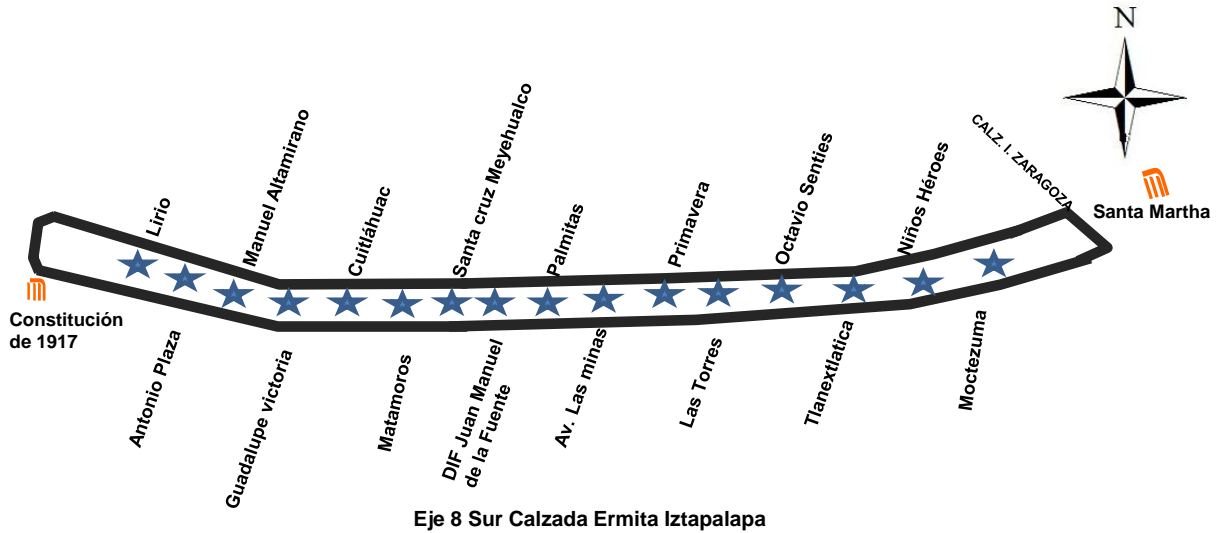 N
CALZ. I. ZARAGOZA
Santa Martha
Lirio
Manuel Altamirano
Cuitláhuac
Santa cruz Meyehualco
Palmitas
Primavera
Octavio Senties
Niños Héroes
Constitución
de 1917
Antonio Plaza
Guadalupe victoria
Matamoros
DIF Juan Manuel
de la Fuente
Av. Las minas
Las Torres
Tlanextlatica
Moctezuma
Eje 8 Sur Calzada Ermita Iztapalapa